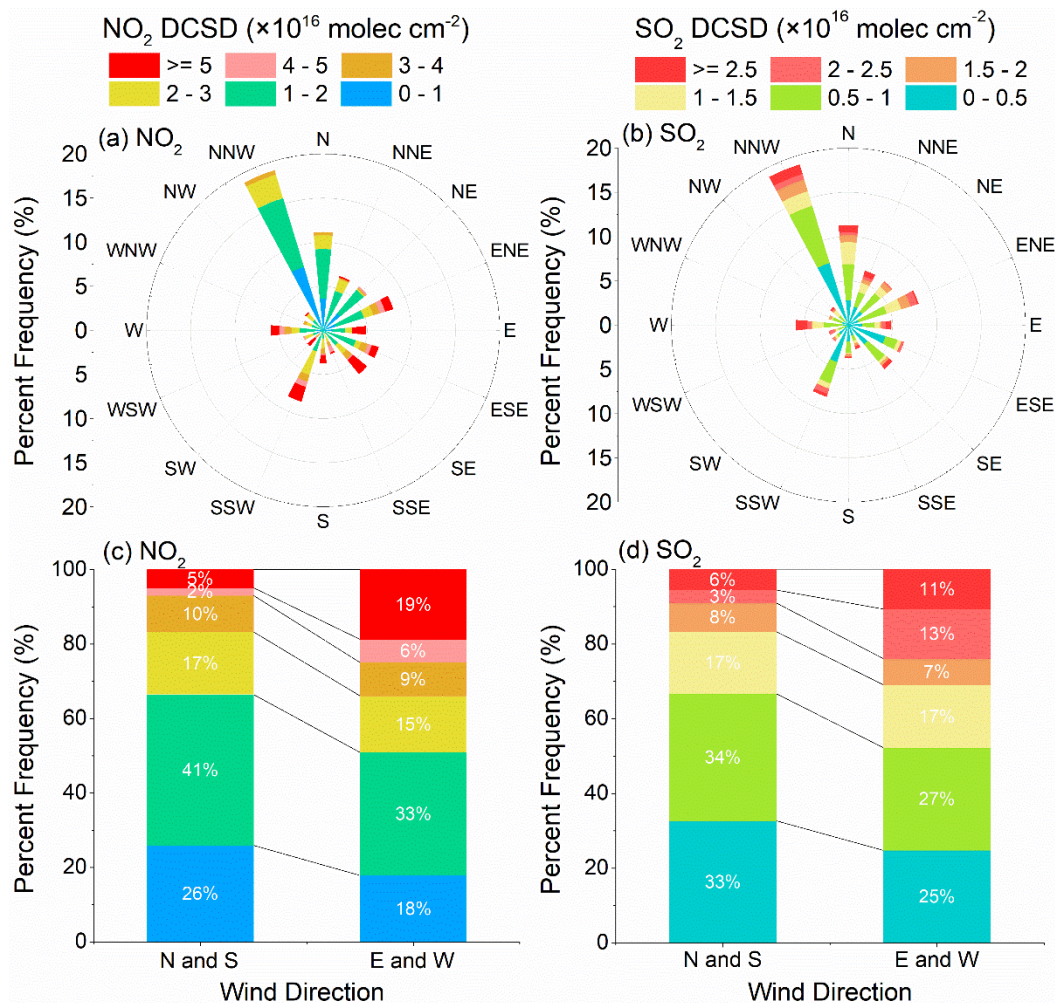 NO₂ DCSD (×10¹⁶ molec cm⁻²)
>= 5 4 - 5 3 - 4
2 - 3 1 - 2 0 - 1
SO₂ DCSD (×10¹⁶ molec cm⁻²)
>= 2.5 2 - 2.5 1.5 - 2
1 - 1.5 0.5 - 1 0 - 0.5
(a) NO₂
Percent Frequency (%)
20
15
10
5
0
5
10
15
20
N
NNE
NE
ENE
E
ESE
SE
SSE
S
SSW
SW
WSW
W
WNW
NW
NNW
(b) SO₂
Percent Frequency (%)
20
15
10
5
0
5
10
15
20
N
NNE
NE
ENE
E
ESE
SE
SSE
S
SSW
SW
WSW
W
WNW
NW
NNW
(c) NO₂
Percent Frequency (%)
100
80
60
40
20
0
5%
2%
10%
17%
41%
26%
19%
6%
9%
15%
33%
18%
N and S E and W
Wind Direction
(d) SO₂
Percent Frequency (%)
100
80
60
40
20
0
6%
3%
8%
17%
34%
33%
11%
13%
7%
17%
27%
25%
N and S E and W
Wind Direction